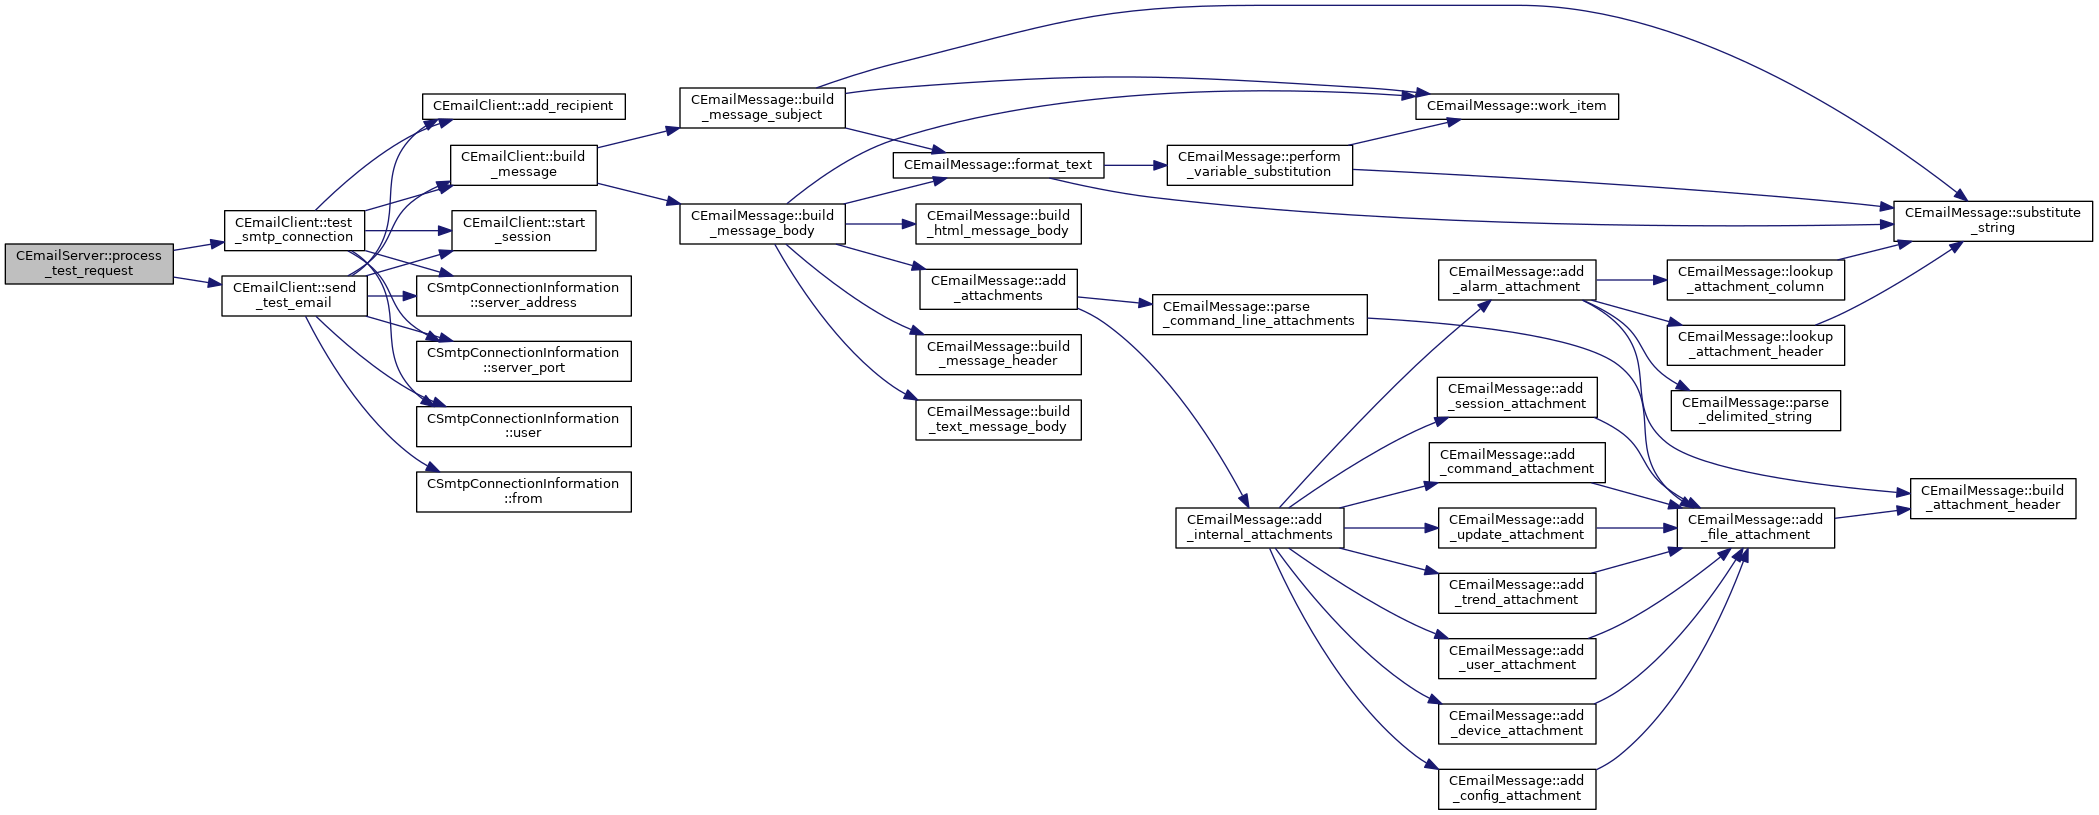 CEmailServer::process
_test_request
CEmailClient::test
_smtp_connection
CEmailClient::send
_test_email
CEmailClient::add_recipient
CEmailClient::build
_message
CEmailClient::start
_session
CSmtpConnectionInformation
::server_address
CSmtpConnectionInformation
::server_port
CSmtpConnectionInformation
::user
CSmtpConnectionInformation
::from
CEmailMessage::build
_message_subject
CEmailMessage::build
_message_body
CEmailMessage::format_text
CEmailMessage::build
_html_message_body
CEmailMessage::add
_attachments
CEmailMessage::build
_message_header
CEmailMessage::build
_text_message_body
CEmailMessage::perform
_variable_substitution
CEmailMessage::parse
_command_line_attachments
CEmailMessage::add
_internal_attachments
CEmailMessage::work_item
CEmailMessage::add
_alarm_attachment
CEmailMessage::add
_session_attachment
CEmailMessage::add
_command_attachment
CEmailMessage::add
_update_attachment
CEmailMessage::add
_trend_attachment
CEmailMessage::add
_user_attachment
CEmailMessage::add
_device_attachment
CEmailMessage::add
_config_attachment
CEmailMessage::lookup
_attachment_column
CEmailMessage::lookup
_attachment_header
CEmailMessage::parse
_delimited_string
CEmailMessage::add
_file_attachment
CEmailMessage::substitute
_string
CEmailMessage::build
_attachment_header